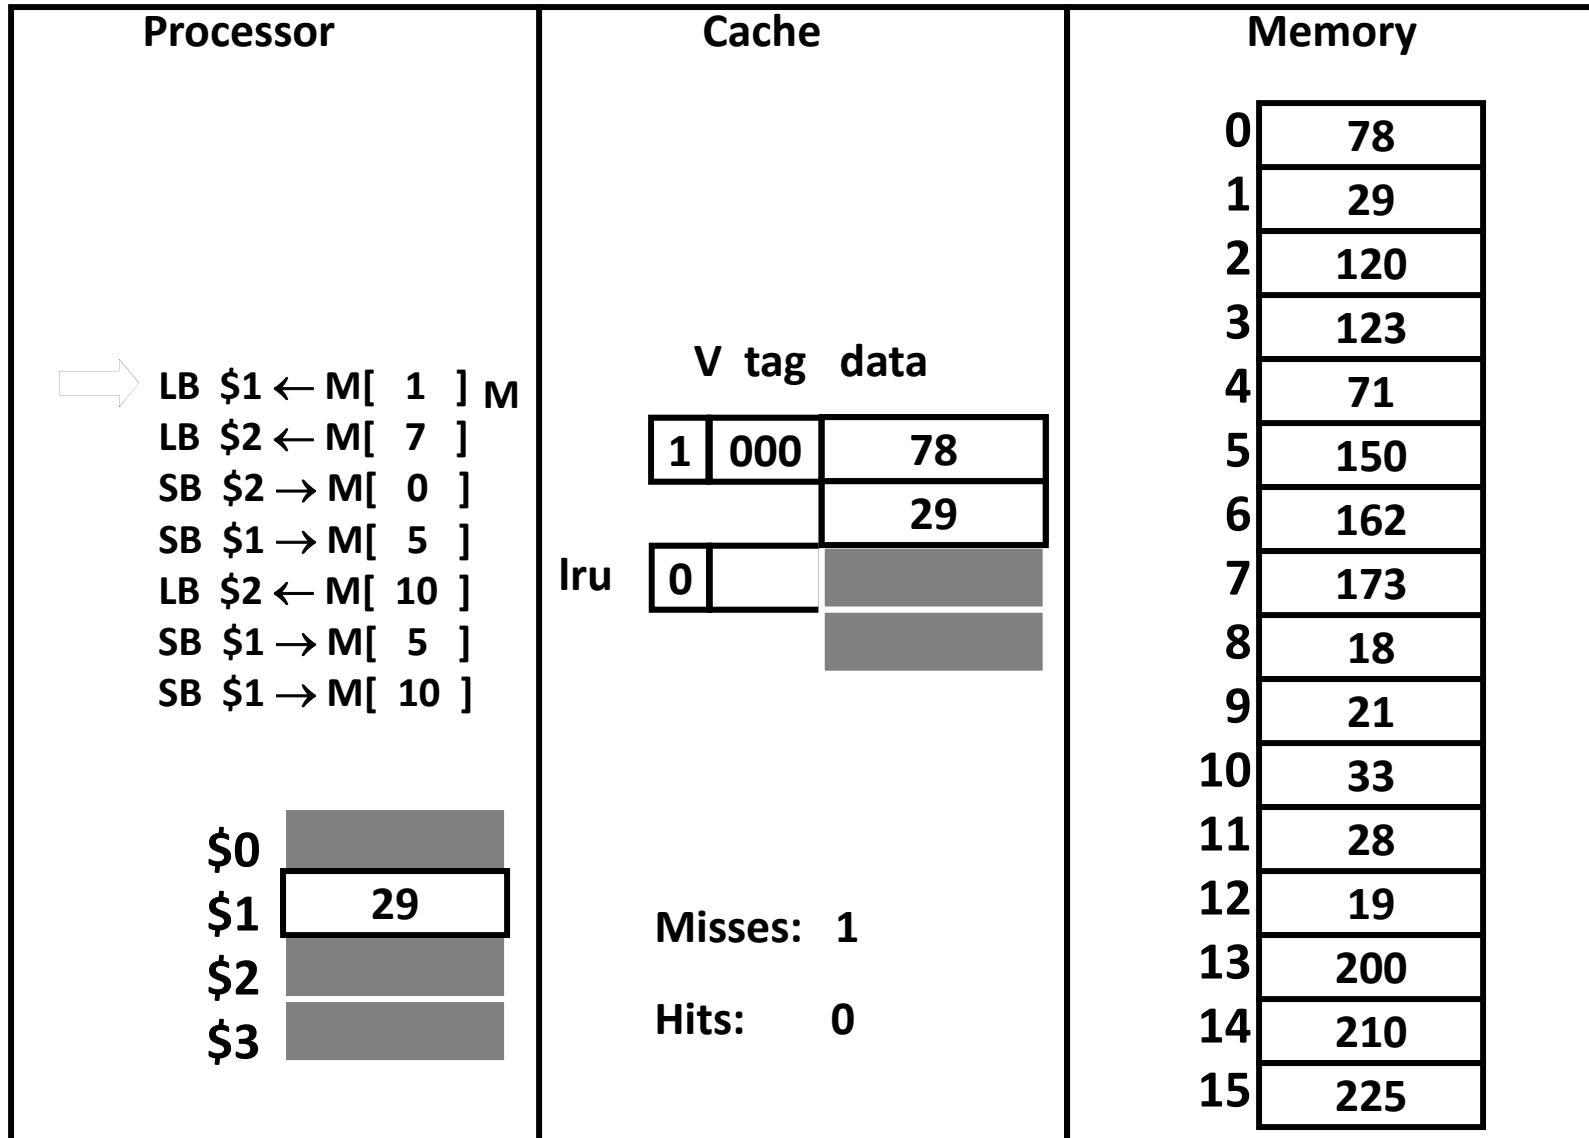 Processor
LB $1 ← M[ 1 ] M
LB $2 ← M[ 7 ]
SB $2 → M[ 0 ]
SB $1 → M[ 5 ]
LB $2 ← M[ 10 ]
SB $1 → M[ 5 ]
SB $1 → M[ 10 ]
$0
$1 29
$2
$3
Cache
V tag data
1 000 78
29
lru 0
Misses: 1
Hits: 0
Memory
0 78
1 29
2 120
3 123
4 71
5 150
6 162
7 173
8 18
9 21
10 33
11 28
12 19
13 200
14 210
15 225